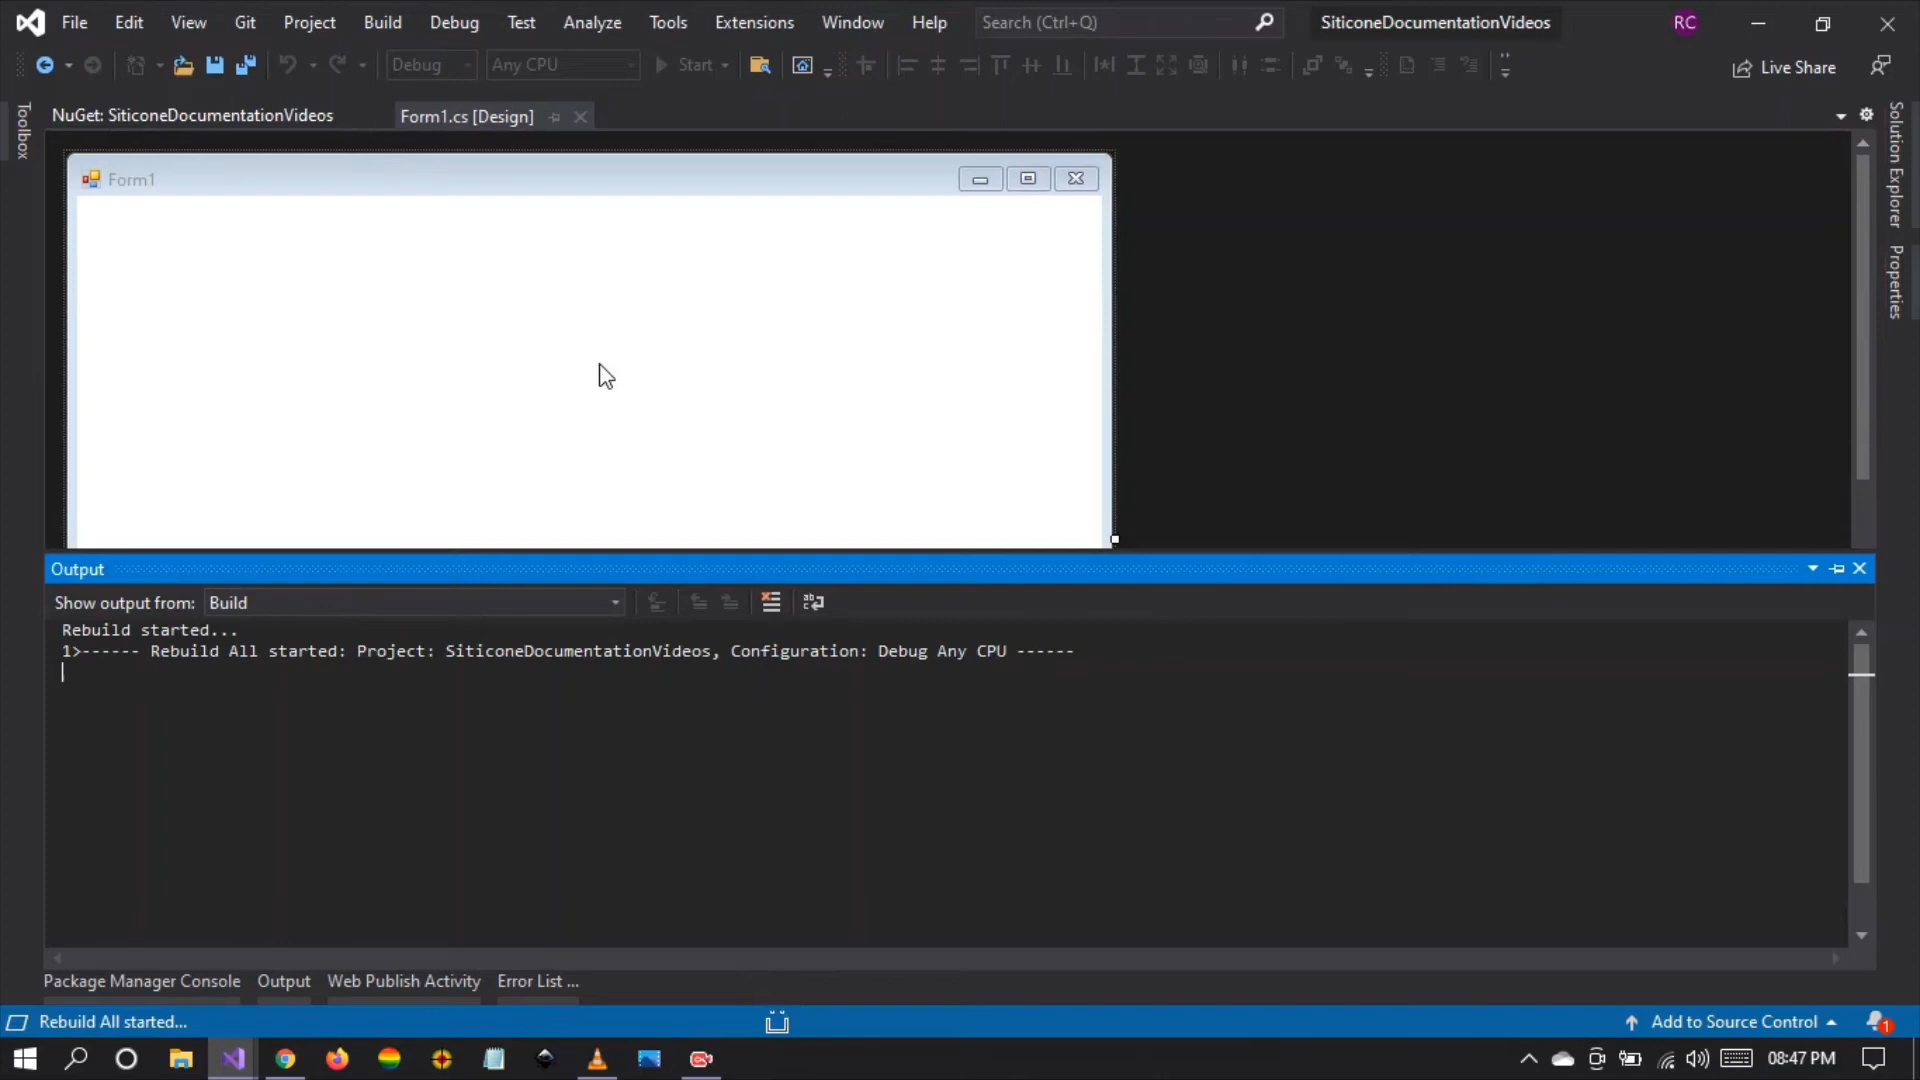 File Edit View Git Project Build Debug Test Analyze Tools Extensions Window Help Search (Ctrl+Q) SiticoneDocumentationVideos RC
Debug Any CPU Start Live Share
Toolbox
NuGet: SiticoneDocumentationVideos Form1.cs [Design]
Solution Explorer
Properties
Form1
Output
Show output from: Build
Rebuild started...
1>------ Rebuild All started: Project: SiticoneDocumentationVideos, Configuration: Debug Any CPU ------
Package Manager Console Output Web Publish Activity Error List ...
Rebuild All started... Add to Source Control 1
08:47 PM